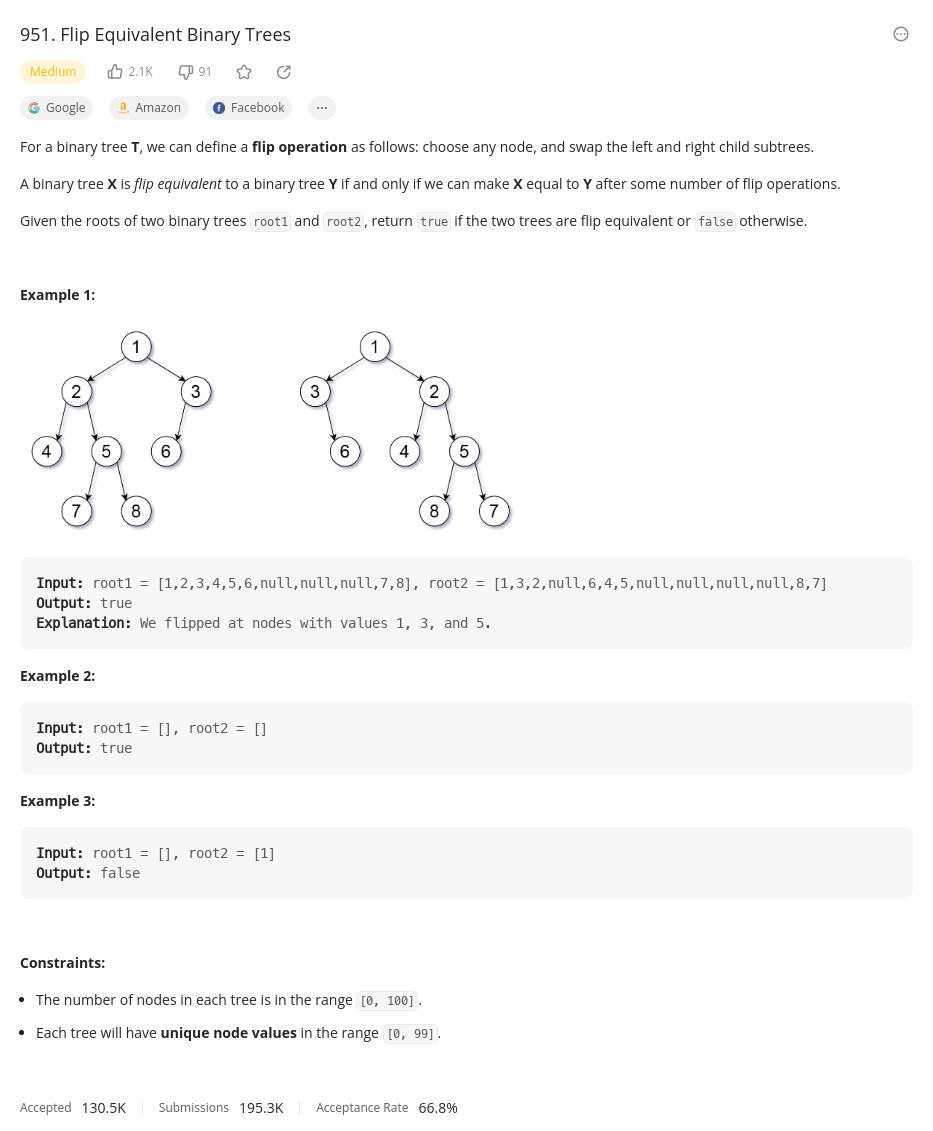 951. Flip Equivalent Binary Trees
Medium 2.1K 91
Google Amazon Facebook ...
For a binary tree T, we can define a flip operation as follows: choose any node, and swap the left and right child subtrees.
A binary tree X is flip equivalent to a binary tree Y if and only if we can make X equal to Y after some number of flip operations.
Given the roots of two binary trees root1 and root2, return true if the two trees are flip equivalent or false otherwise.
Example 1:
1 1
2 3 3 2
4 5 6 6 4 5
7 8 8 7
Input: root1 = [1,2,3,4,5,6,null,null,null,7,8], root2 = [1,3,2,null,6,4,5,null,null,null,null,8,7]
Output: true
Explanation: We flipped at nodes with values 1, 3, and 5.
Example 2:
Input: root1 = [], root2 = []
Output: true
Example 3:
Input: root1 = [], root2 = [1]
Output: false
Constraints:
• The number of nodes in each tree is in the range [0, 100].
• Each tree will have unique node values in the range [0, 99].
Accepted 130.5K Submissions 195.3K Acceptance Rate 66.8%